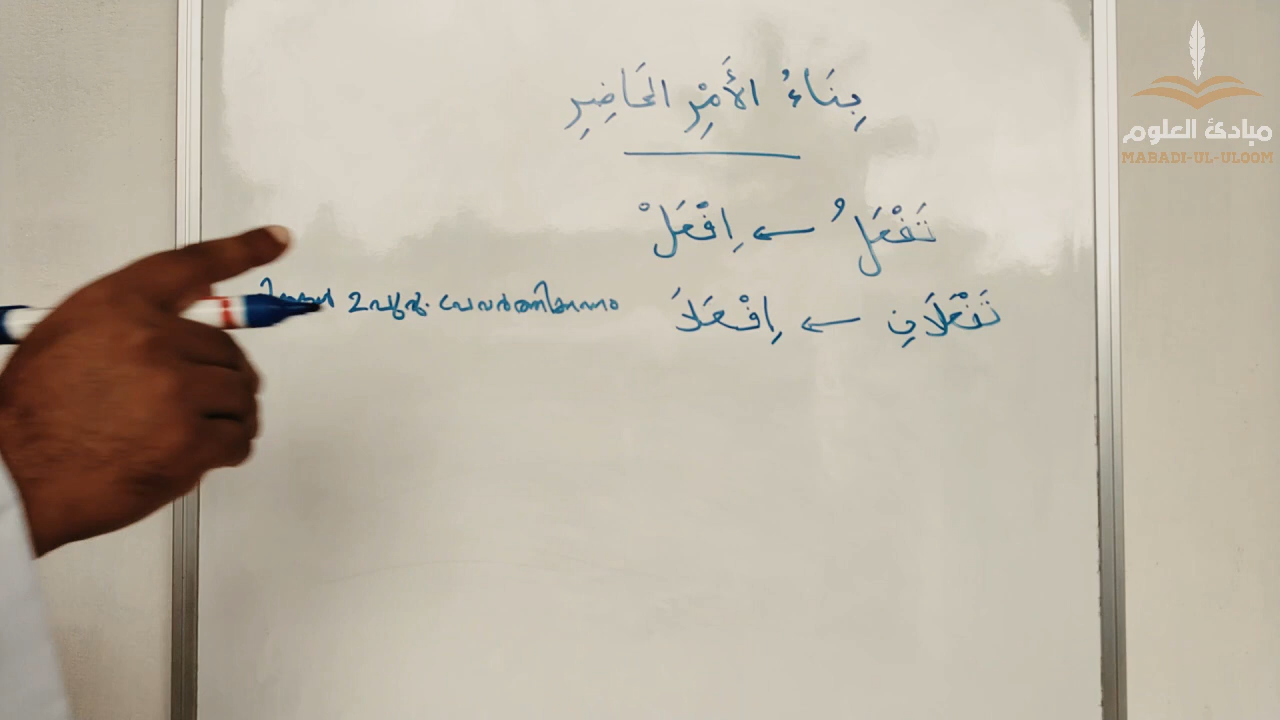 بِنَاءُ الأَمْرِ الحَاضِرِ
تَفْعَلُ ← اِفْعَلْ
تَفْعَلَانِ ← اِفْعَلَا
مبادئ العلوم
MABADI-UL-ULOOM